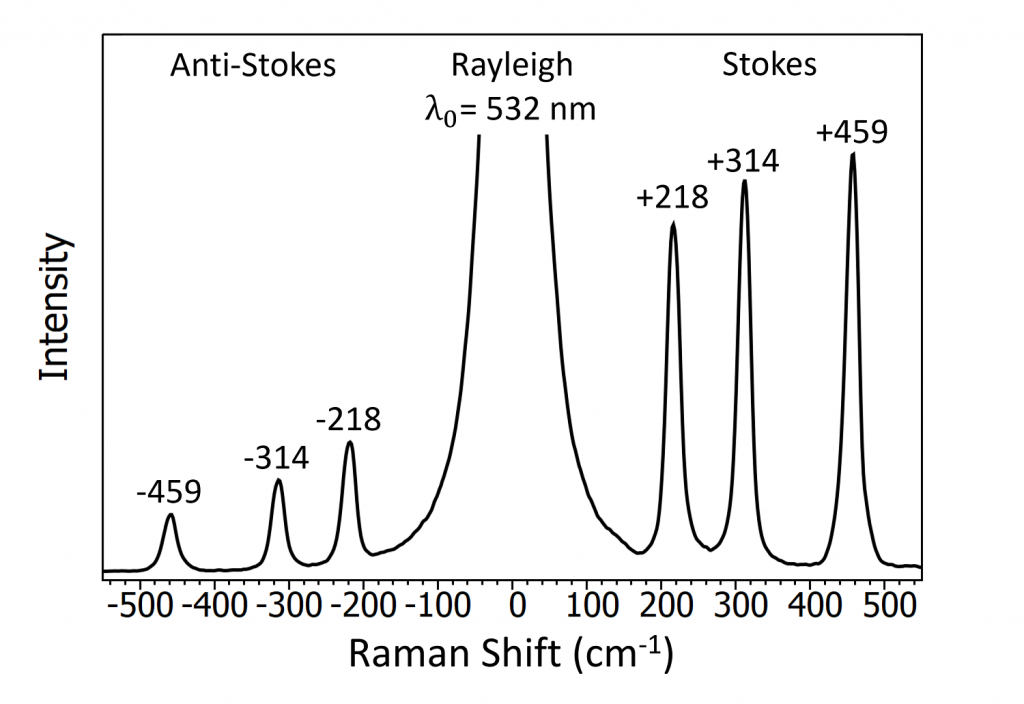 Anti-Stokes Rayleigh Stokes
λ₀= 532 nm
+459
+314
+218
-218
-314
-459
Intensity
-500 -400 -300 -200 -100 0 100 200 300 400 500
Raman Shift (cm⁻¹)